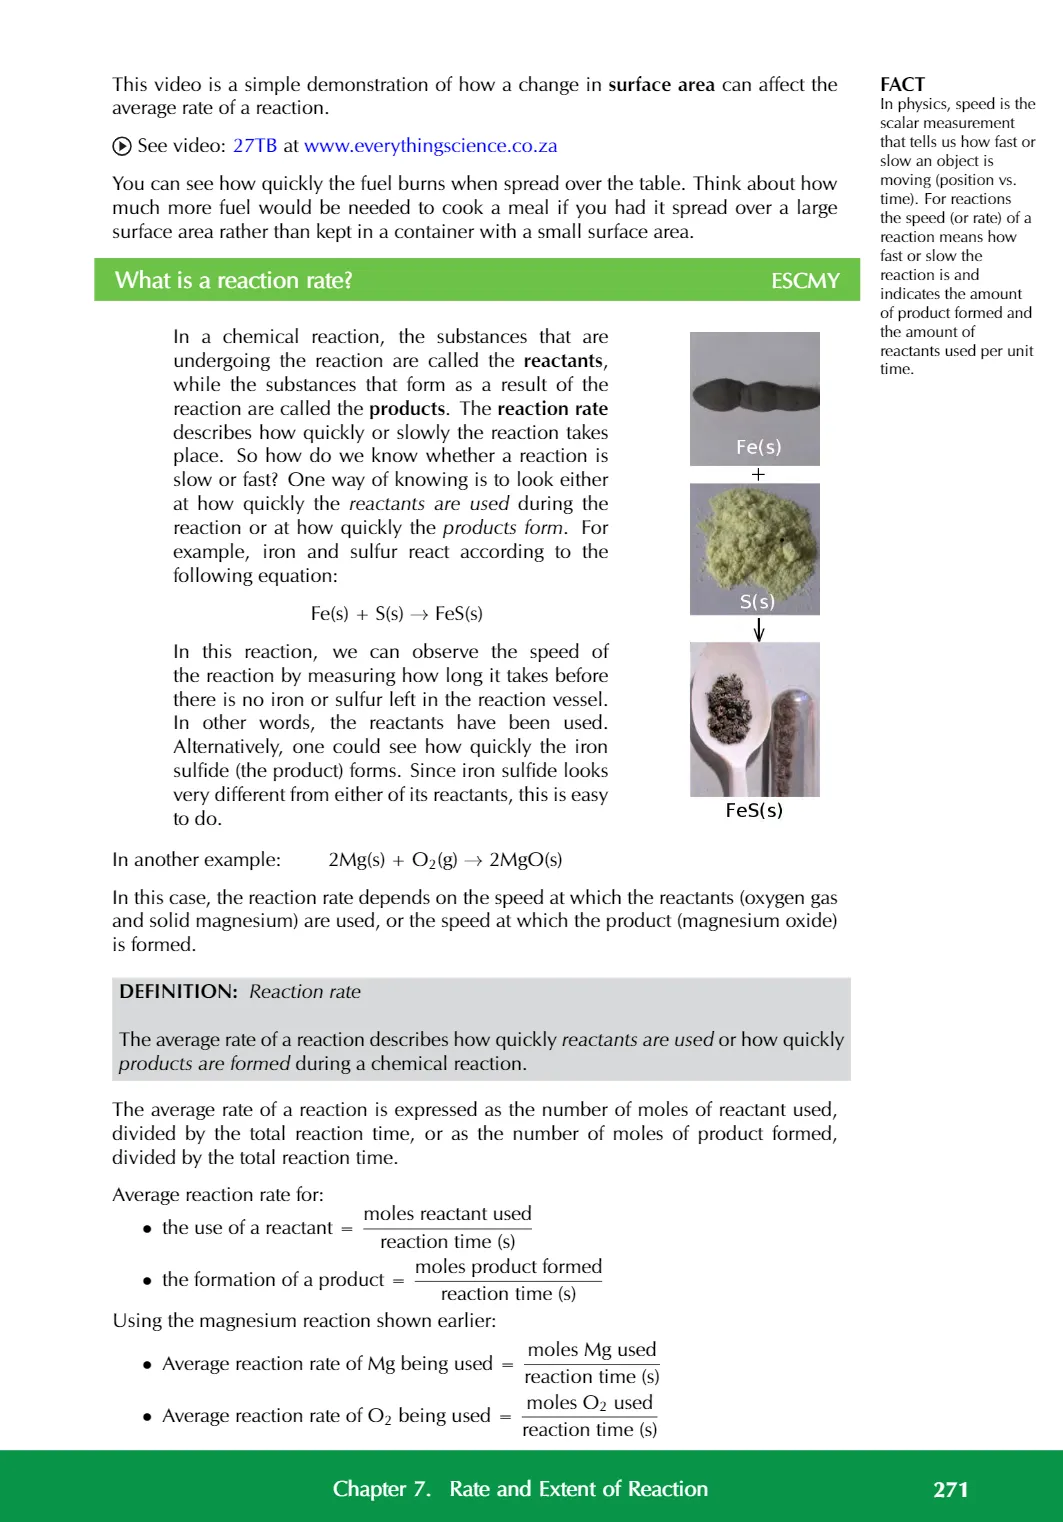 This video is a simple demonstration of how a change in surface area can affect the
average rate of a reaction.
See video: 27TB at www.everythingscience.co.za
You can see how quickly the fuel burns when spread over the table. Think about how
much more fuel would be needed to cook a meal if you had it spread over a large
surface area rather than kept in a container with a small surface area.
FACT
In physics, speed is the
scalar measurement
that tells us how fast or
slow an object is
moving (position vs.
time). For reactions
the speed (or rate) of a
reaction means how
fast or slow the
reaction is and
indicates the amount
of product formed and
the amount of
reactants used per unit
time.
What is a reaction rate? ESCMY
In a chemical reaction, the substances that are
undergoing the reaction are called the reactants,
while the substances that form as a result of the
reaction are called the products. The reaction rate
describes how quickly or slowly the reaction takes
place. So how do we know whether a reaction is
slow or fast? One way of knowing is to look either
at how quickly the reactants are used during the
reaction or at how quickly the products form. For
example, iron and sulfur react according to the
following equation:
Fe(s) + S(s) → FeS(s)
In this reaction, we can observe the speed of
the reaction by measuring how long it takes before
there is no iron or sulfur left in the reaction vessel.
In other words, the reactants have been used.
Alternatively, one could see how quickly the iron
sulfide (the product) forms. Since iron sulfide looks
very different from either of its reactants, this is easy
to do.
Fe(s)
+
S(s)
↓
FeS(s)
In another example: 2Mg(s) + O₂(g) → 2MgO(s)
In this case, the reaction rate depends on the speed at which the reactants (oxygen gas
and solid magnesium) are used, or the speed at which the product (magnesium oxide)
is formed.
DEFINITION: Reaction rate
The average rate of a reaction describes how quickly reactants are used or how quickly
products are formed during a chemical reaction.
The average rate of a reaction is expressed as the number of moles of reactant used,
divided by the total reaction time, or as the number of moles of product formed,
divided by the total reaction time.
Average reaction rate for:
• the use of a reactant = moles reactant used
reaction time (s)
• the formation of a product = moles product formed
reaction time (s)
Using the magnesium reaction shown earlier:
• Average reaction rate of Mg being used = moles Mg used
reaction time (s)
• Average reaction rate of O₂ being used = moles O₂ used
reaction time (s)
Chapter 7. Rate and Extent of Reaction 271